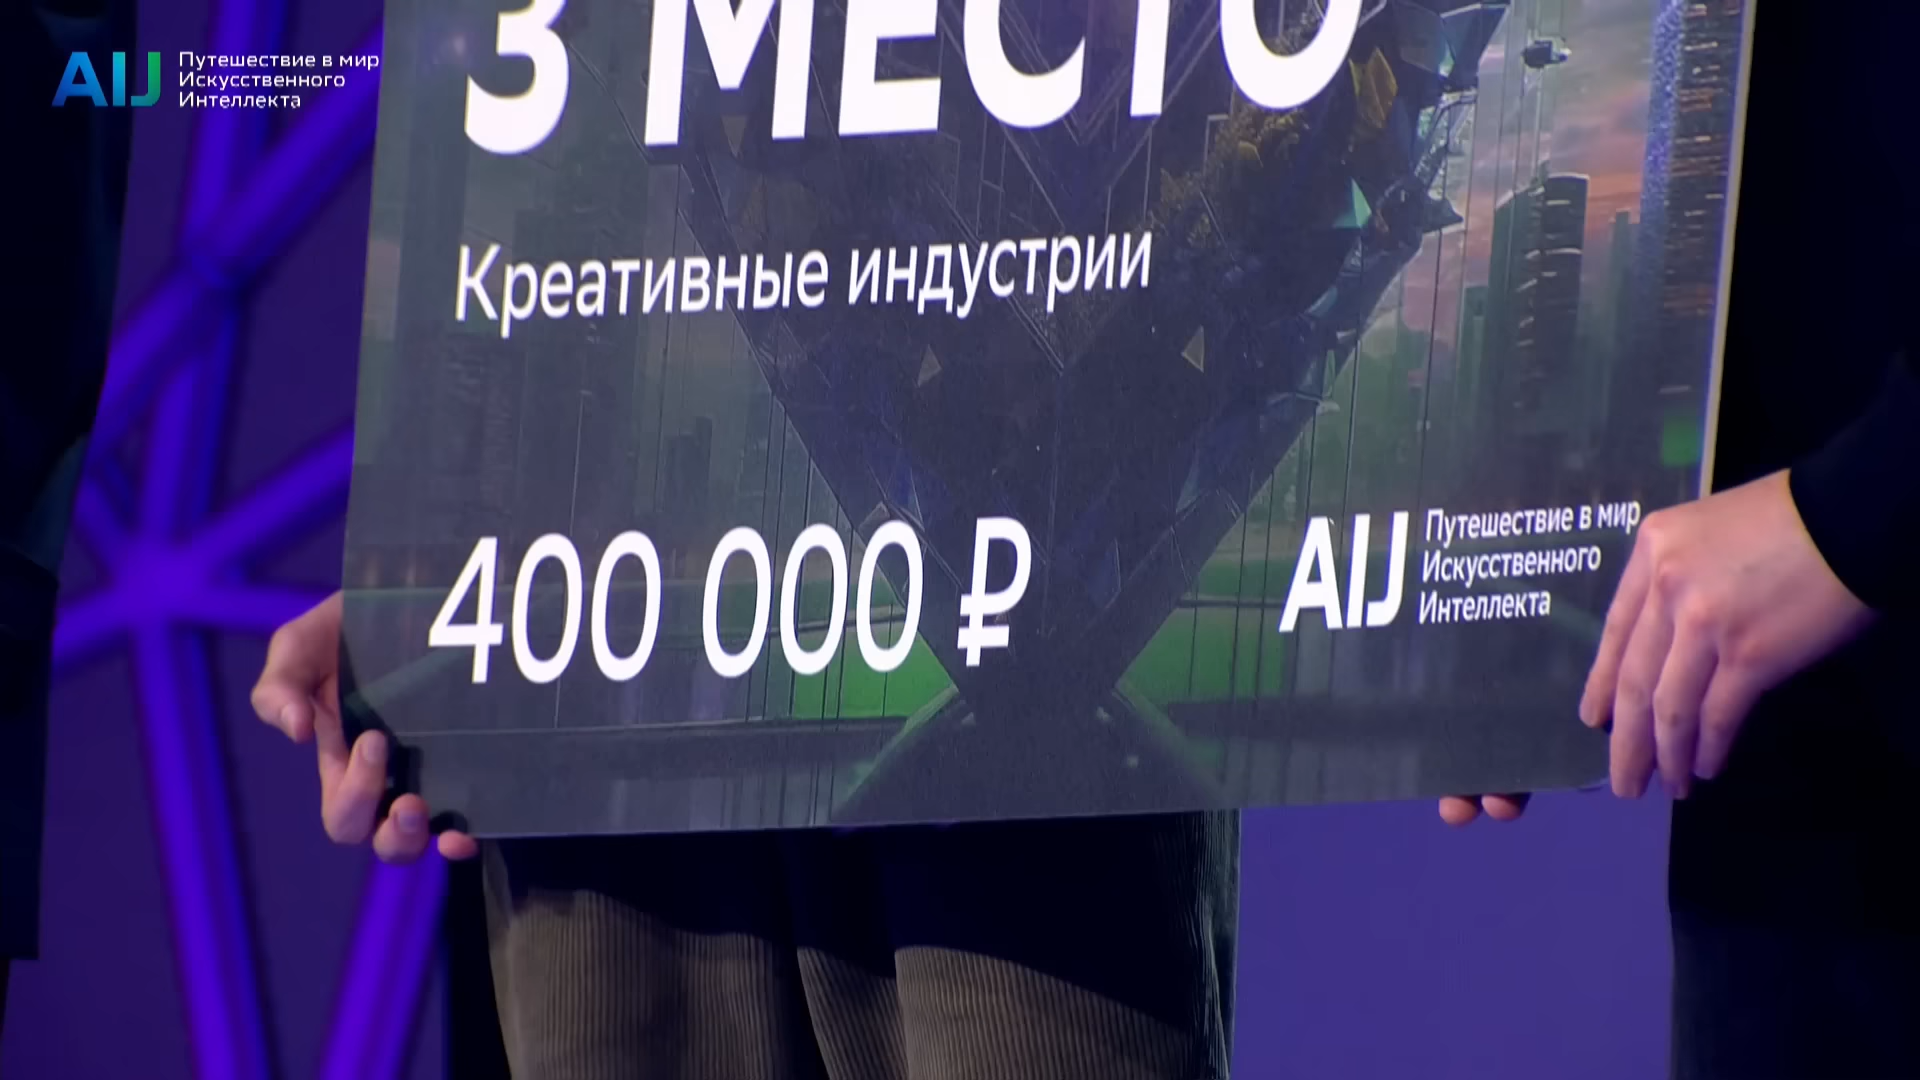 AIJ
Путешествие в мир
Искусственного
Интеллекта
3 МЕСТО
Креативные индустрии
400 000 ₽
AIJ
Путешествие в мир
Искусственного
Интеллекта